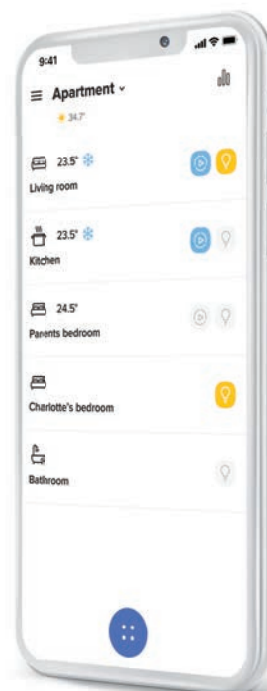 9:41
Apartment
34.7°
23.5°
Living room
23.5°
Kitchen
24.5°
Parents bedroom
Charlotte's bedroom
Bathroom